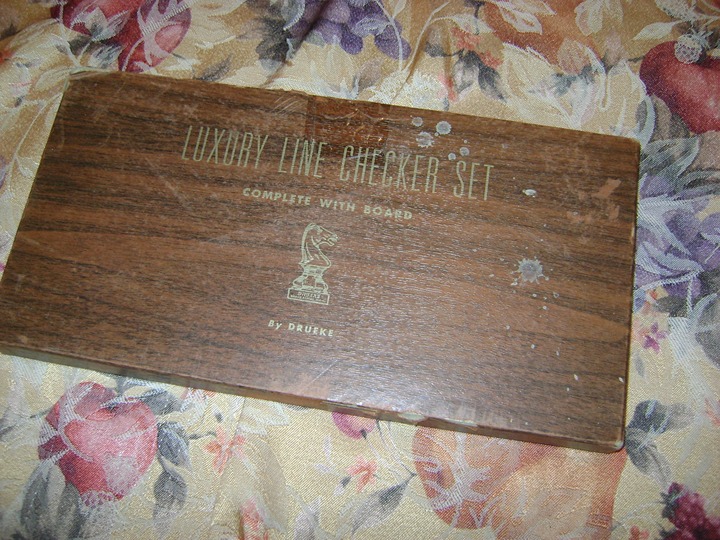 LUXURY LINE CHECKER SET
COMPLETE WITH BOARD
By DRUEKE